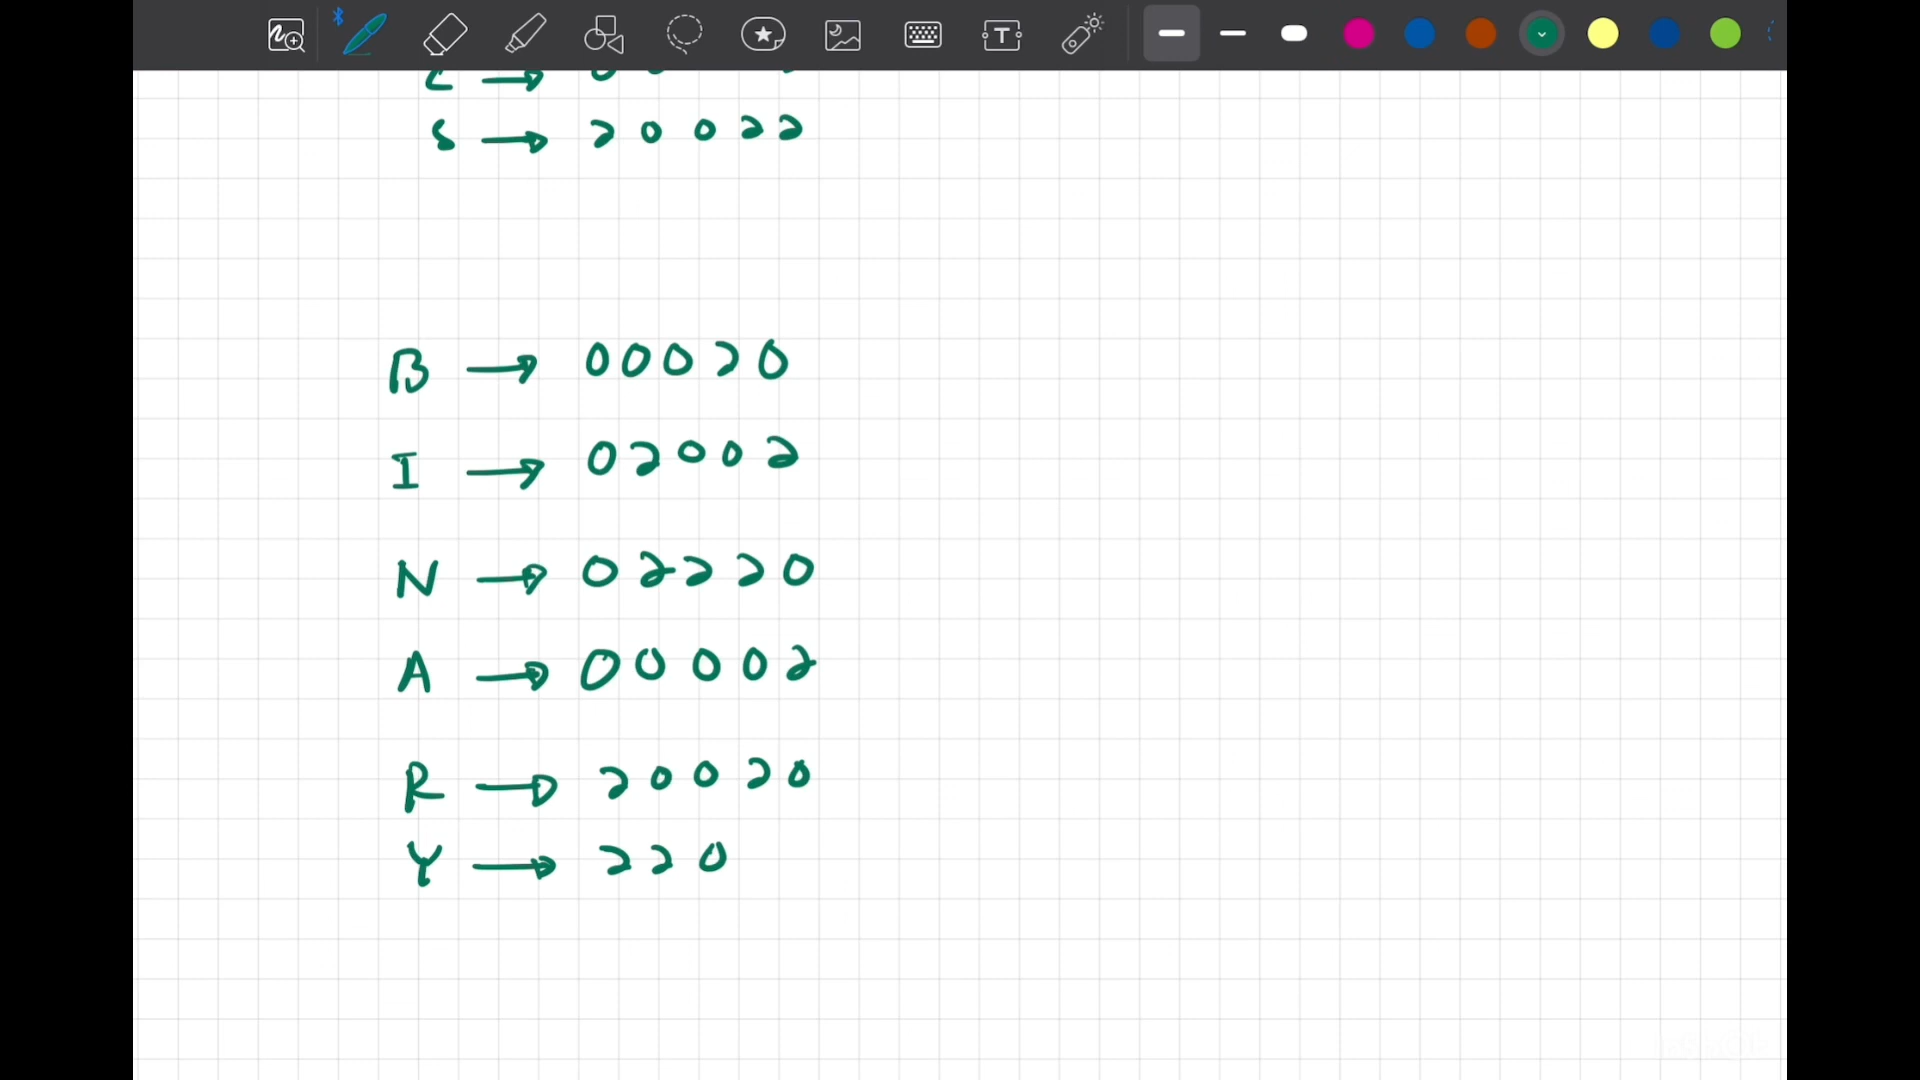 S → 20022
B → 00020
I → 02002
N → 02220
A → 00002
R → 20020
Y → 220